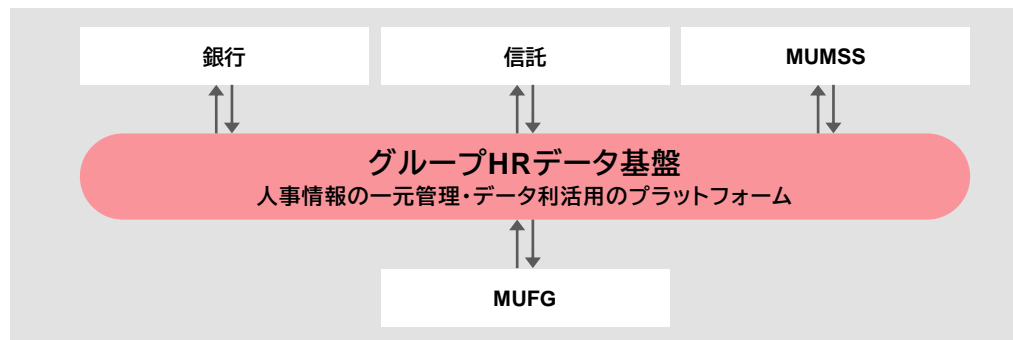 銀行
信託
MUMSS
グループHRデータ基盤
人事情報の一元管理・データ利活用のプラットフォーム
MUFG